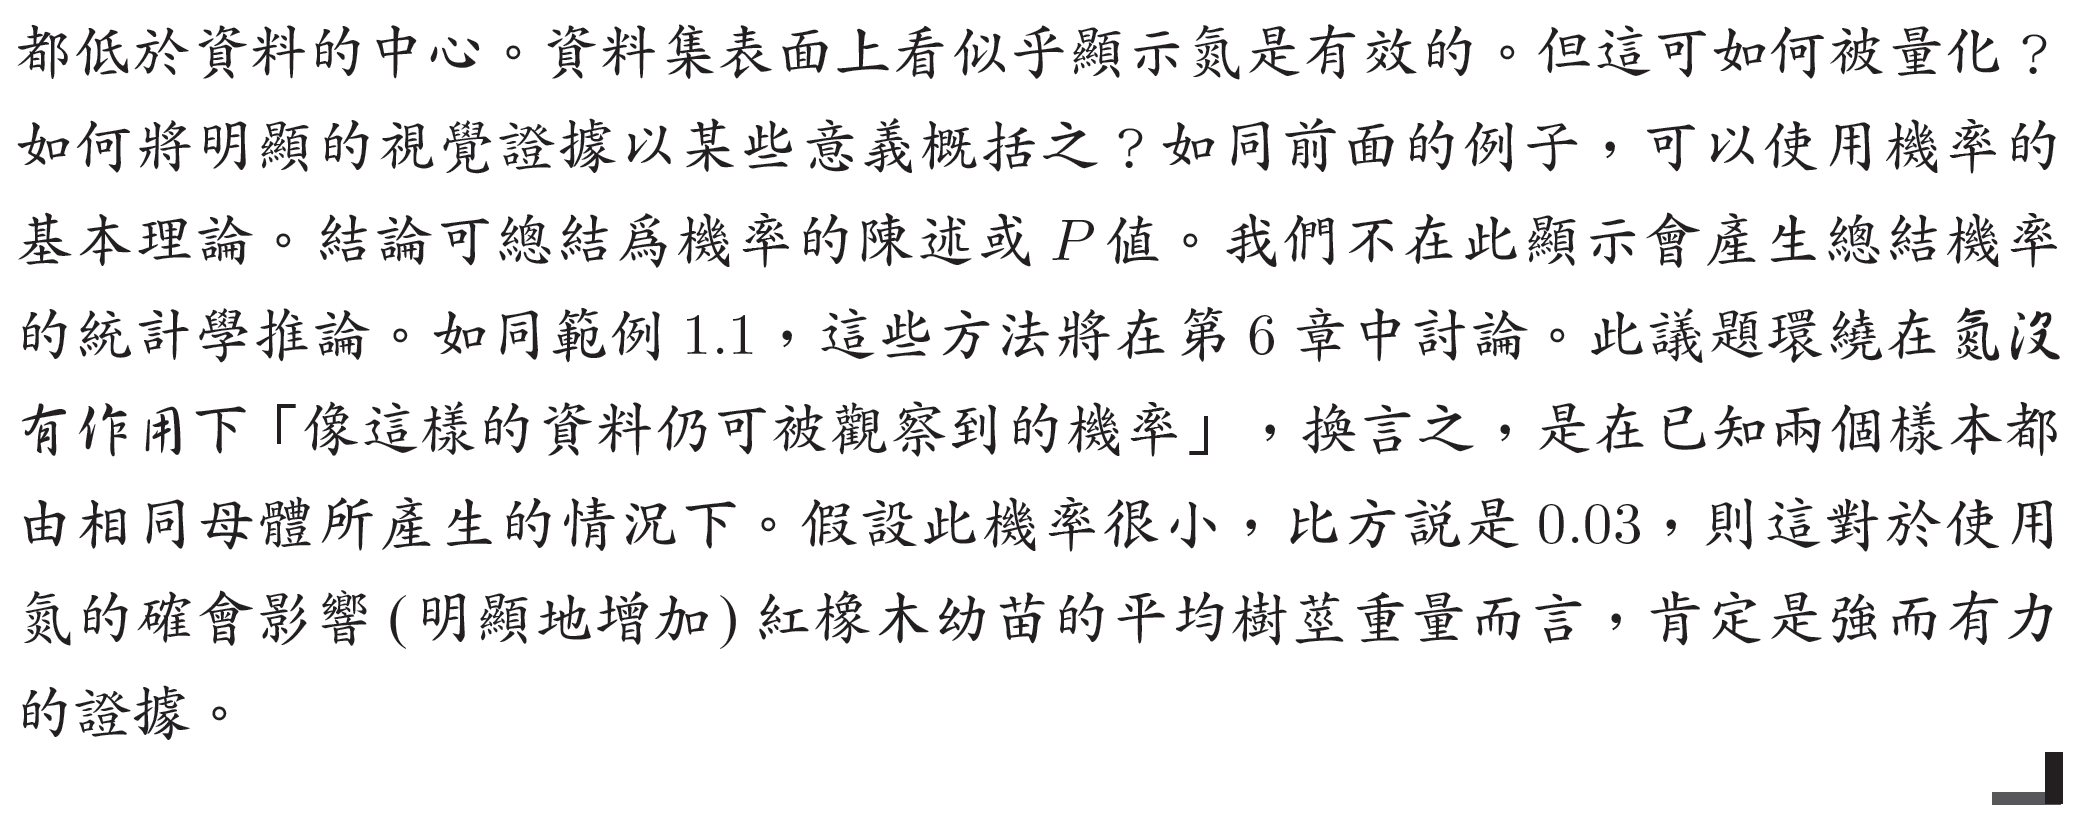 都低於資料的中心。資料集表面上看似乎顯示氮是有效的。但這可如何被量化？
如何將明顯的視覺證據以某些意義概括之？如同前面的例子，可以使用機率的
基本理論。結論可總結爲機率的陳述或 P 值。我們不在此顯示會產生總結機率
的統計學推論。如同範例 1.1，這些方法將在第 6 章中討論。此議題環繞在氮沒
有作用下「像這樣的資料仍可被觀察到的機率」，換言之，是在已知兩個樣本都
由相同母體所產生的情況下。假設此機率很小，比方說是 0.03，則這對於使用
氮的確會影響 (明顯地增加) 紅橡木幼苗的平均樹莖重量而言，肯定是強而有力
的證據。